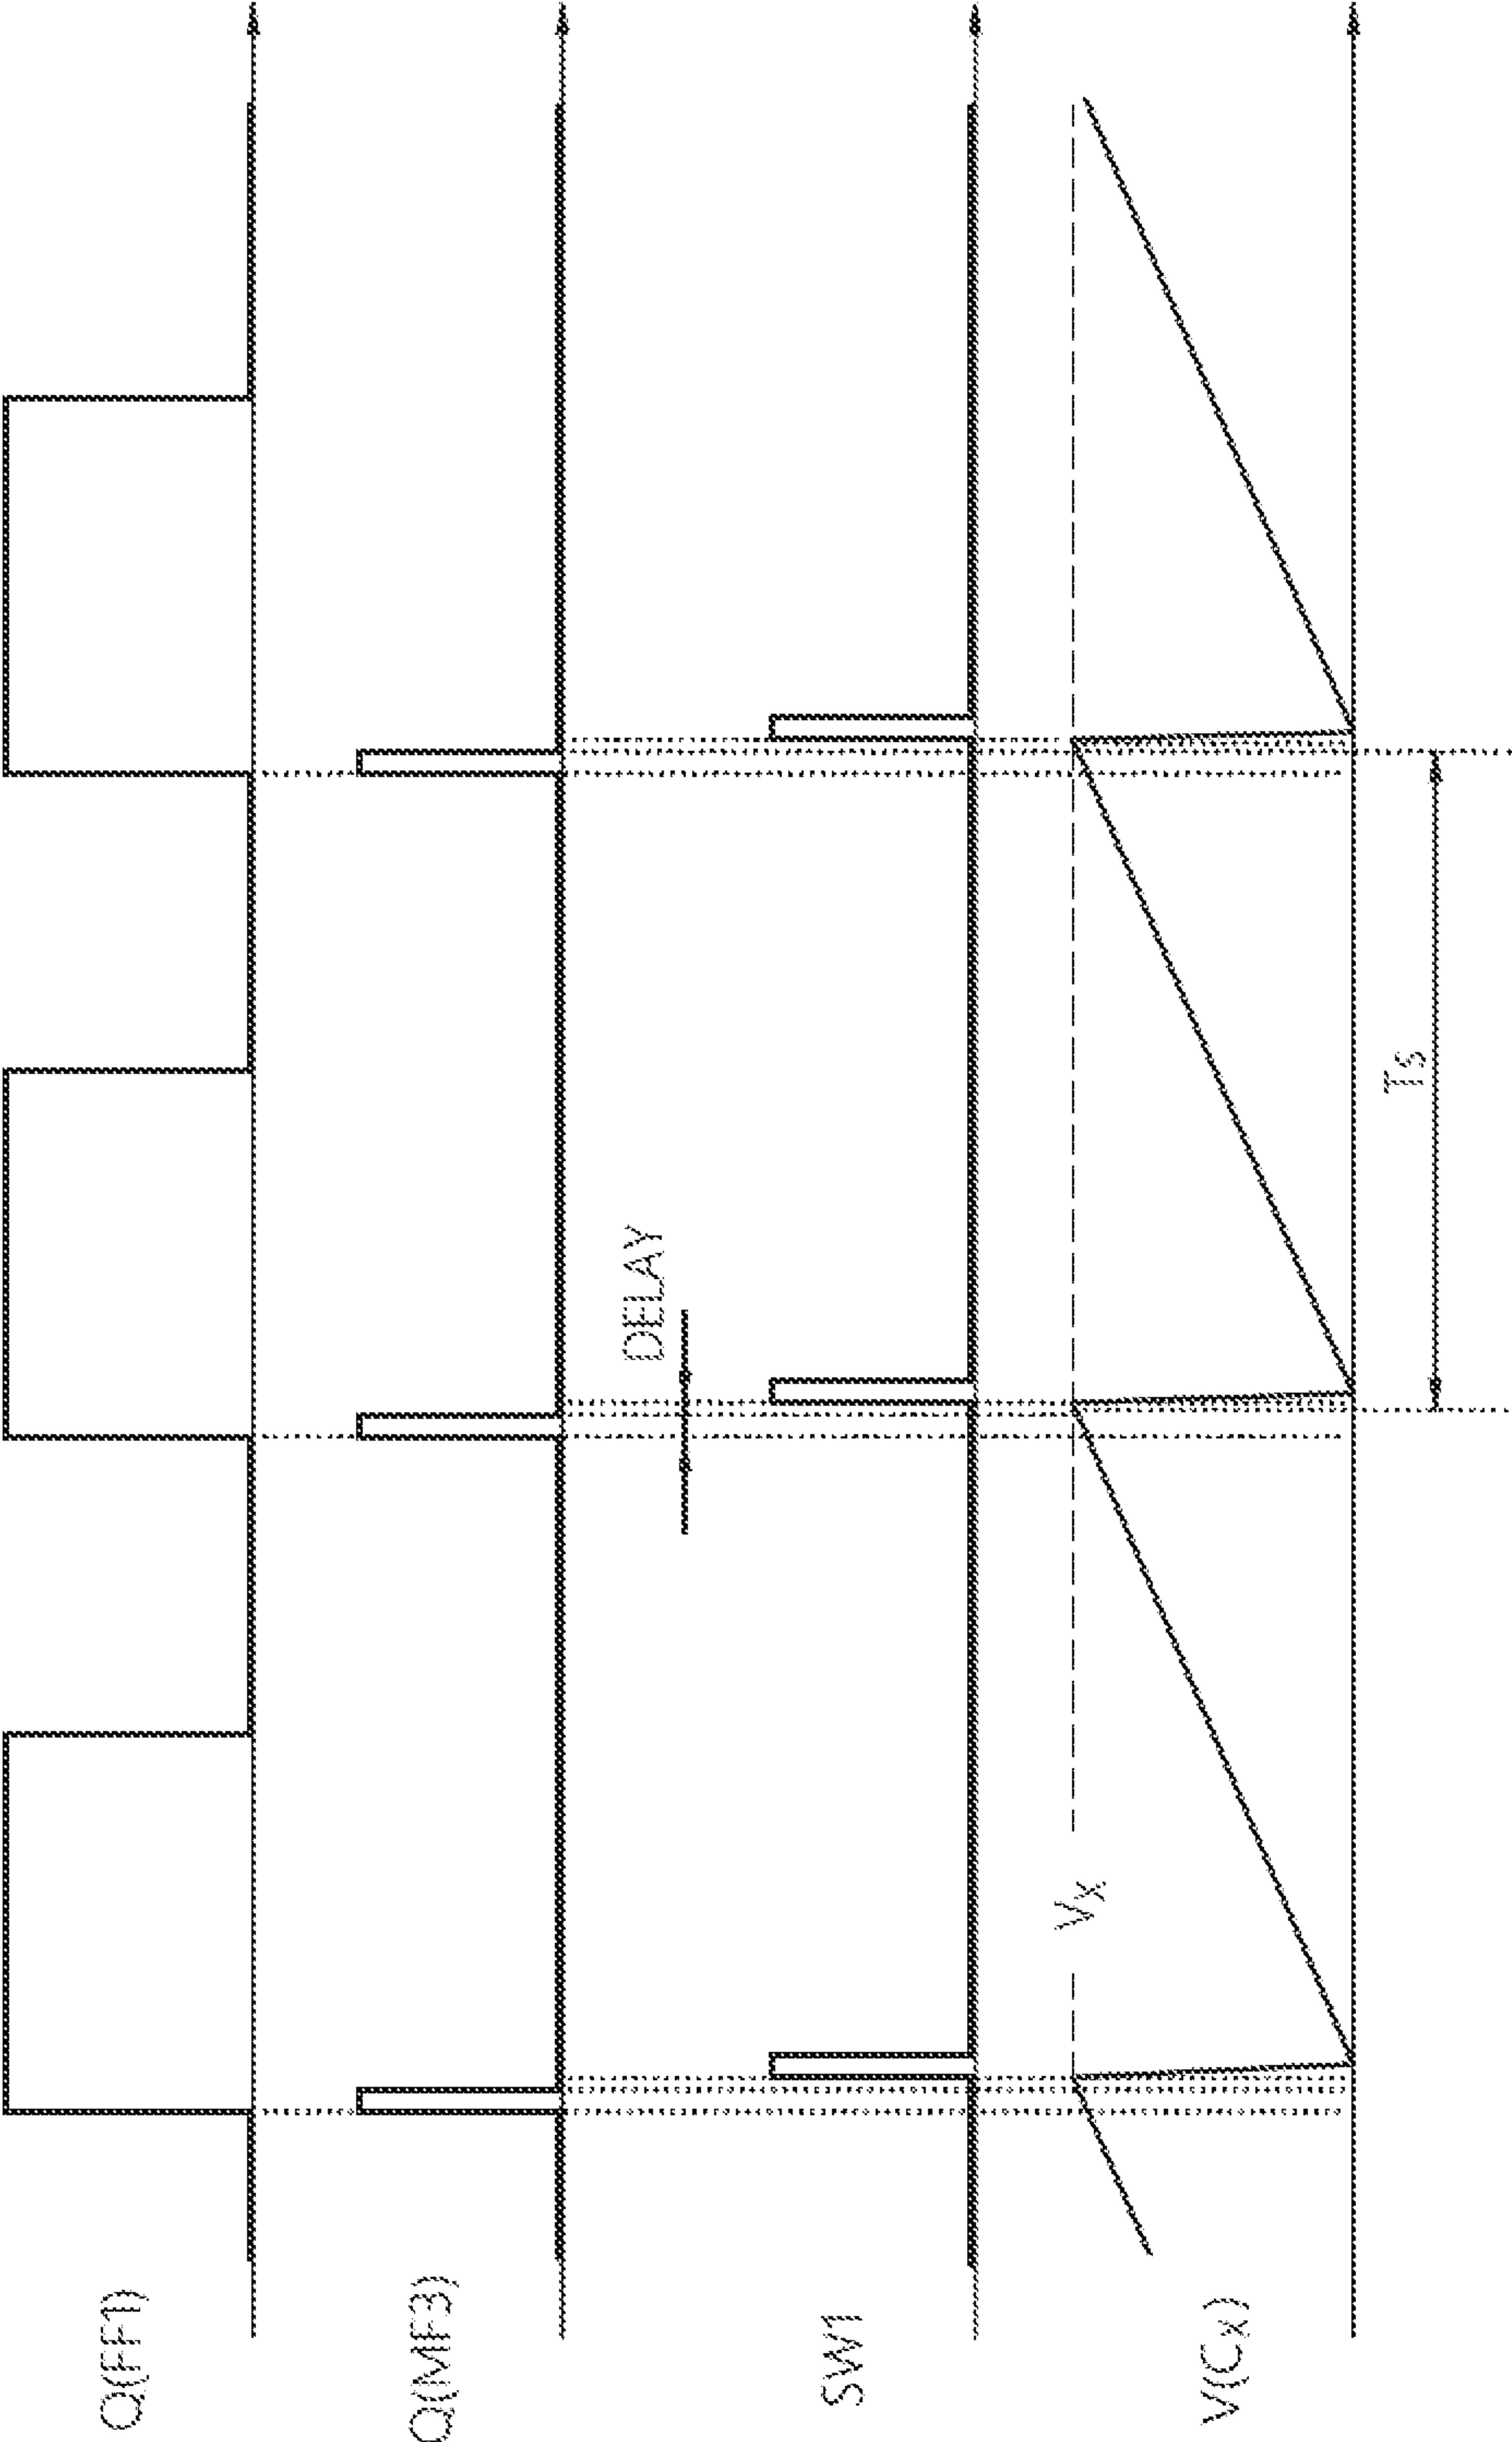 Q(FF1)
Q(MF3)
DELAY
SW1
Vx
V(Cx)
Ts